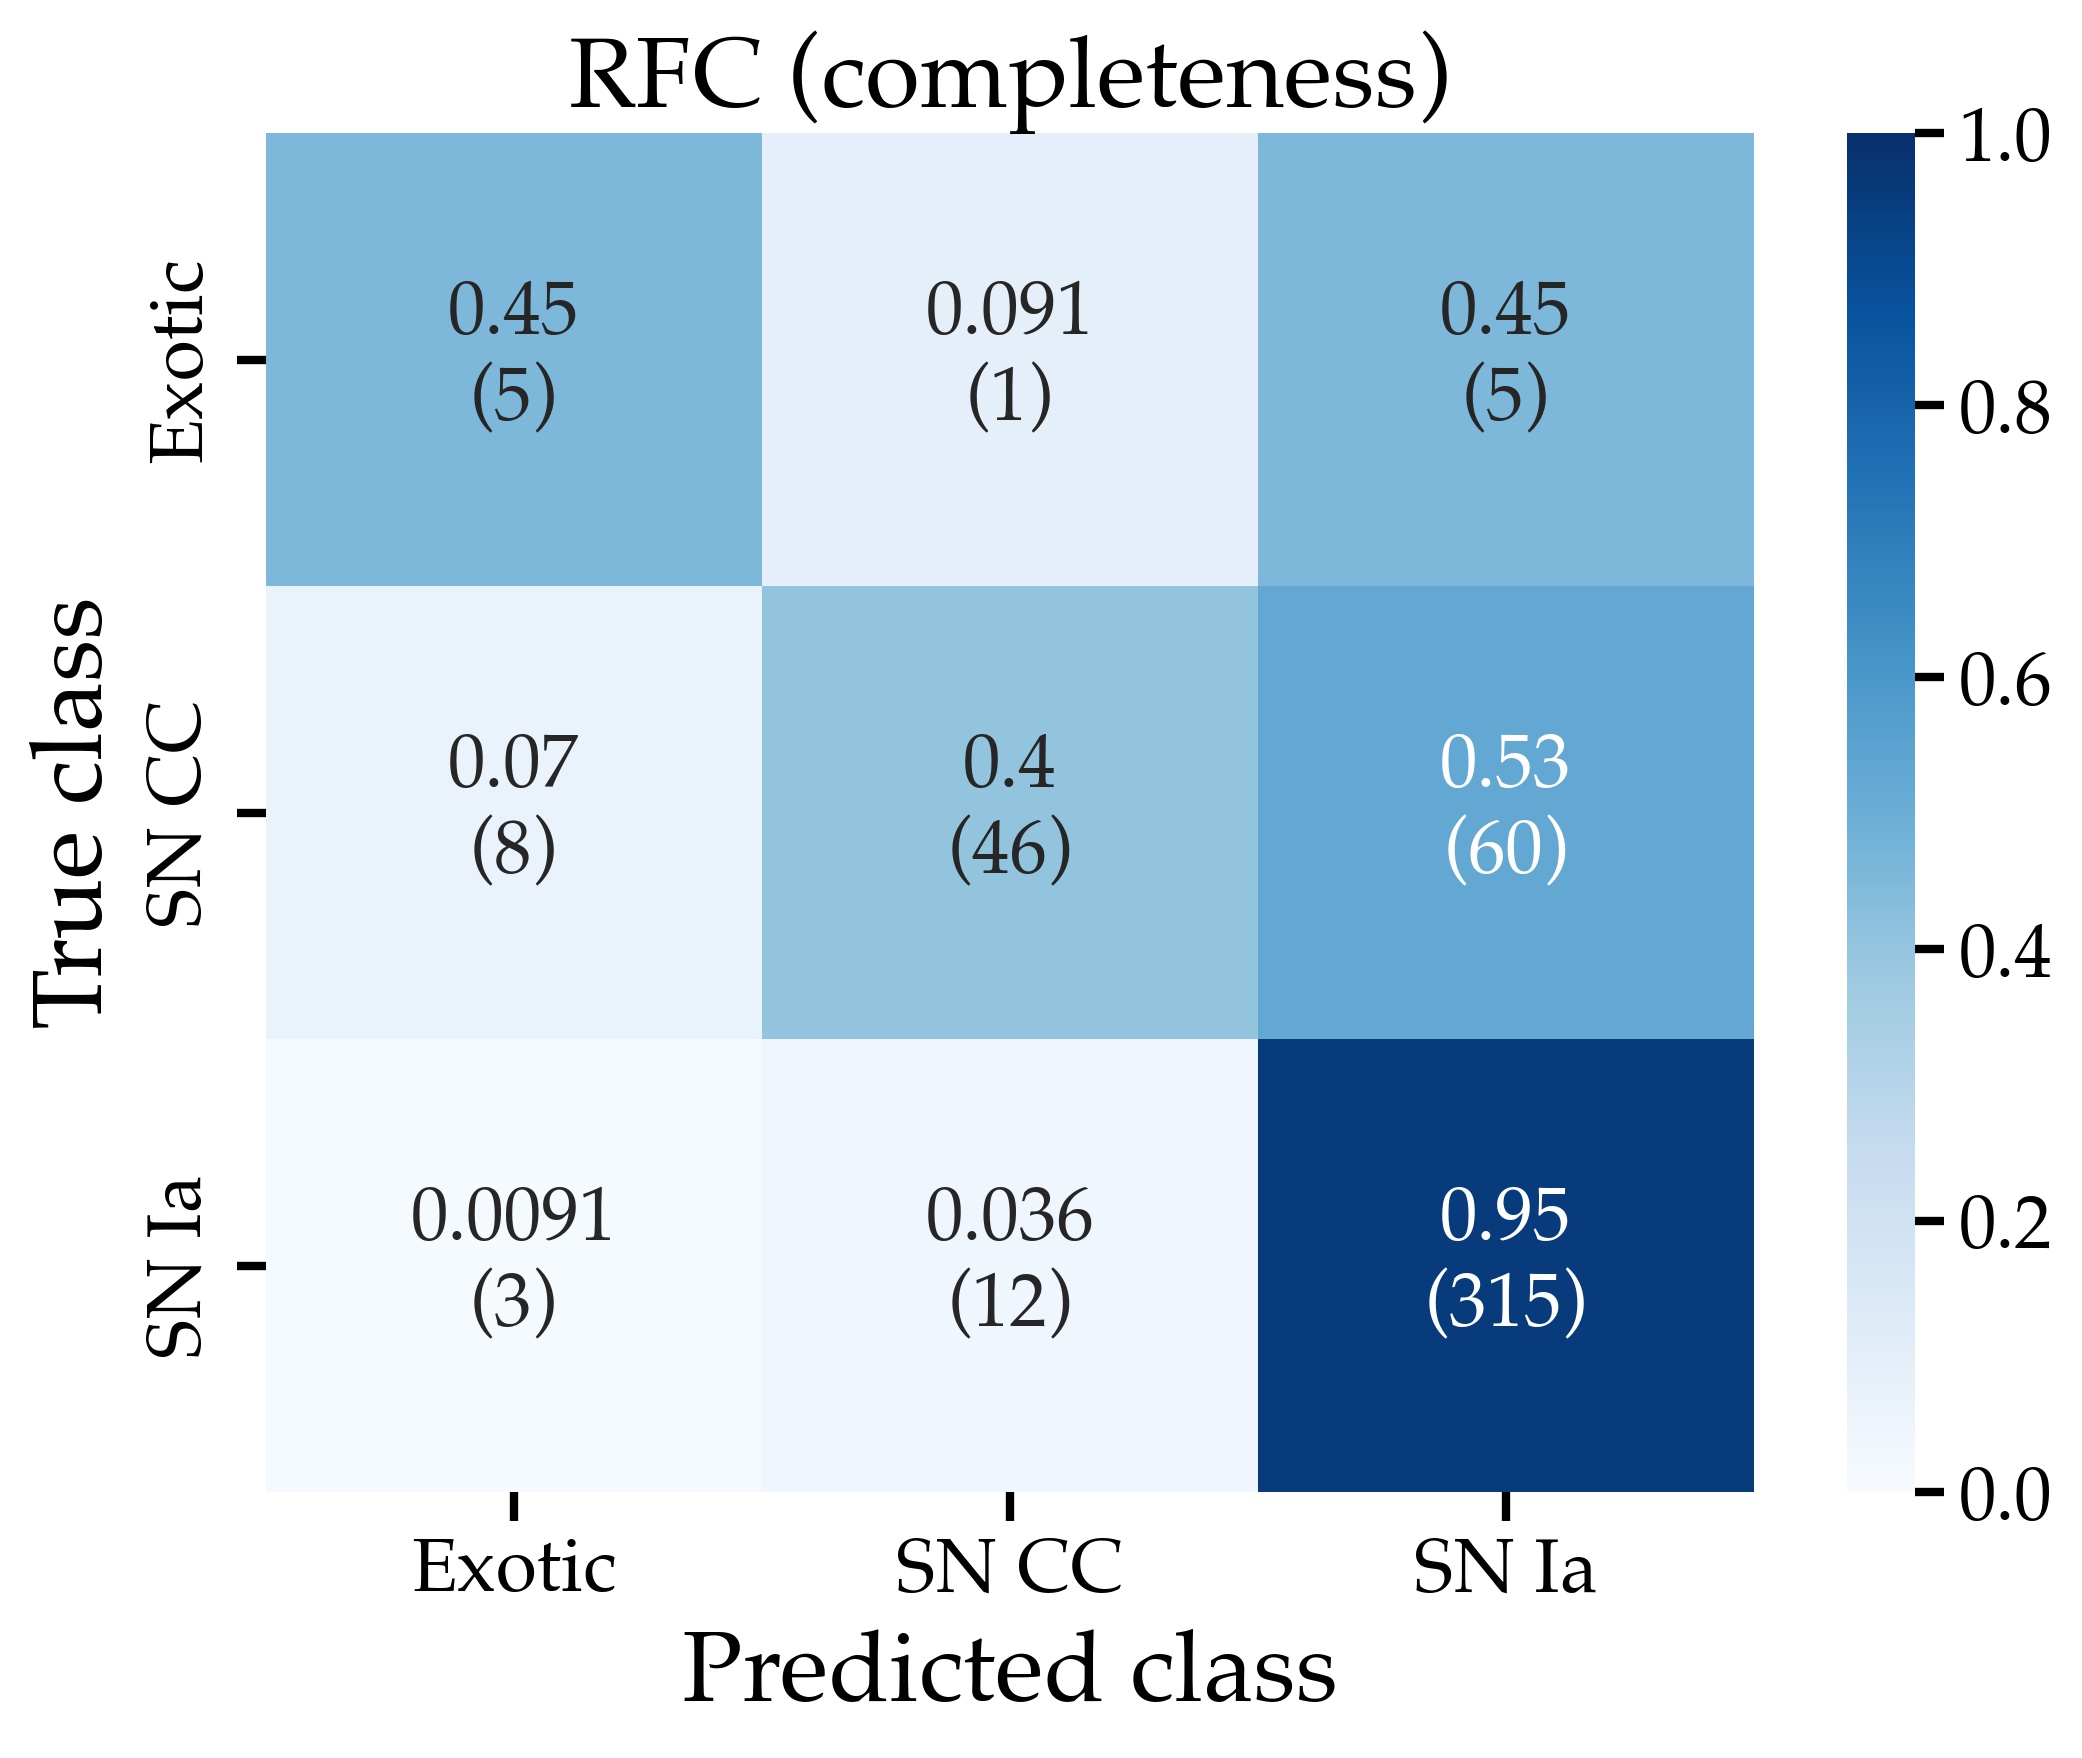 RFC (completeness)
True class
Exotic
SN CC
SN Ia
0.45
(5)
0.091
(1)
0.45
(5)
0.07
(8)
0.4
(46)
0.53
(60)
0.0091
(3)
0.036
(12)
0.95
(315)
Exotic
SN CC
SN Ia
Predicted class
1.0
0.8
0.6
0.4
0.2
0.0